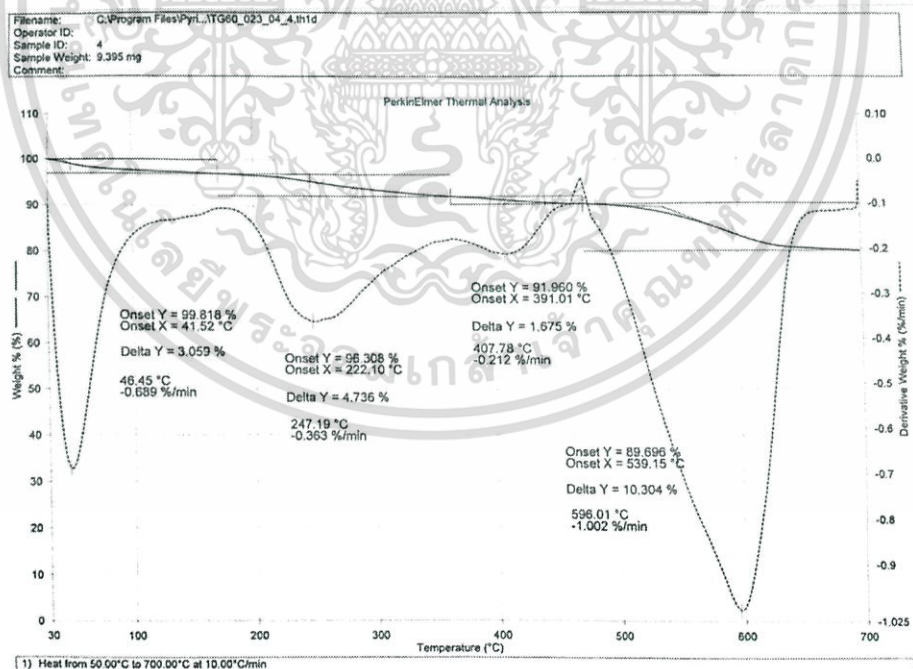 Filename: C:\Program Files\Pyri...\TG60_023_04_4.th1d
Operator ID:
Sample ID: 4
Sample Weight: 9.395 mg
Comment:
PerkinElmer Thermal Analysis
110
100
90
80
70
60
50
40
30
20
10
0
Weight % (%)
Onset Y = 99.818 %
Onset X = 41.52 °C
Delta Y = 3.059 %
46.45 °C
-0.689 %/min
Onset Y = 96.308 %
Onset X = 222.10 °C
Delta Y = 4.736 %
247.19 °C
-0.363 %/min
Onset Y = 91.960 %
Onset X = 391.01 °C
Delta Y = 1.675 %
407.78 °C
-0.212 %/min
Onset Y = 89.696 %
Onset X = 539.15 °C
Delta Y = 10.304 %
596.01 °C
-1.002 %/min
0.10
0.0
-0.1
-0.2
-0.3
-0.4
-0.5
-0.6
-0.7
-0.8
-0.9
-1.025
Derivative Weight % (%/min)
30 100 200 300 400 500 600 700
Temperature (°C)
1) Heat from 50.00°C to 700.00°C at 10.00°C/min